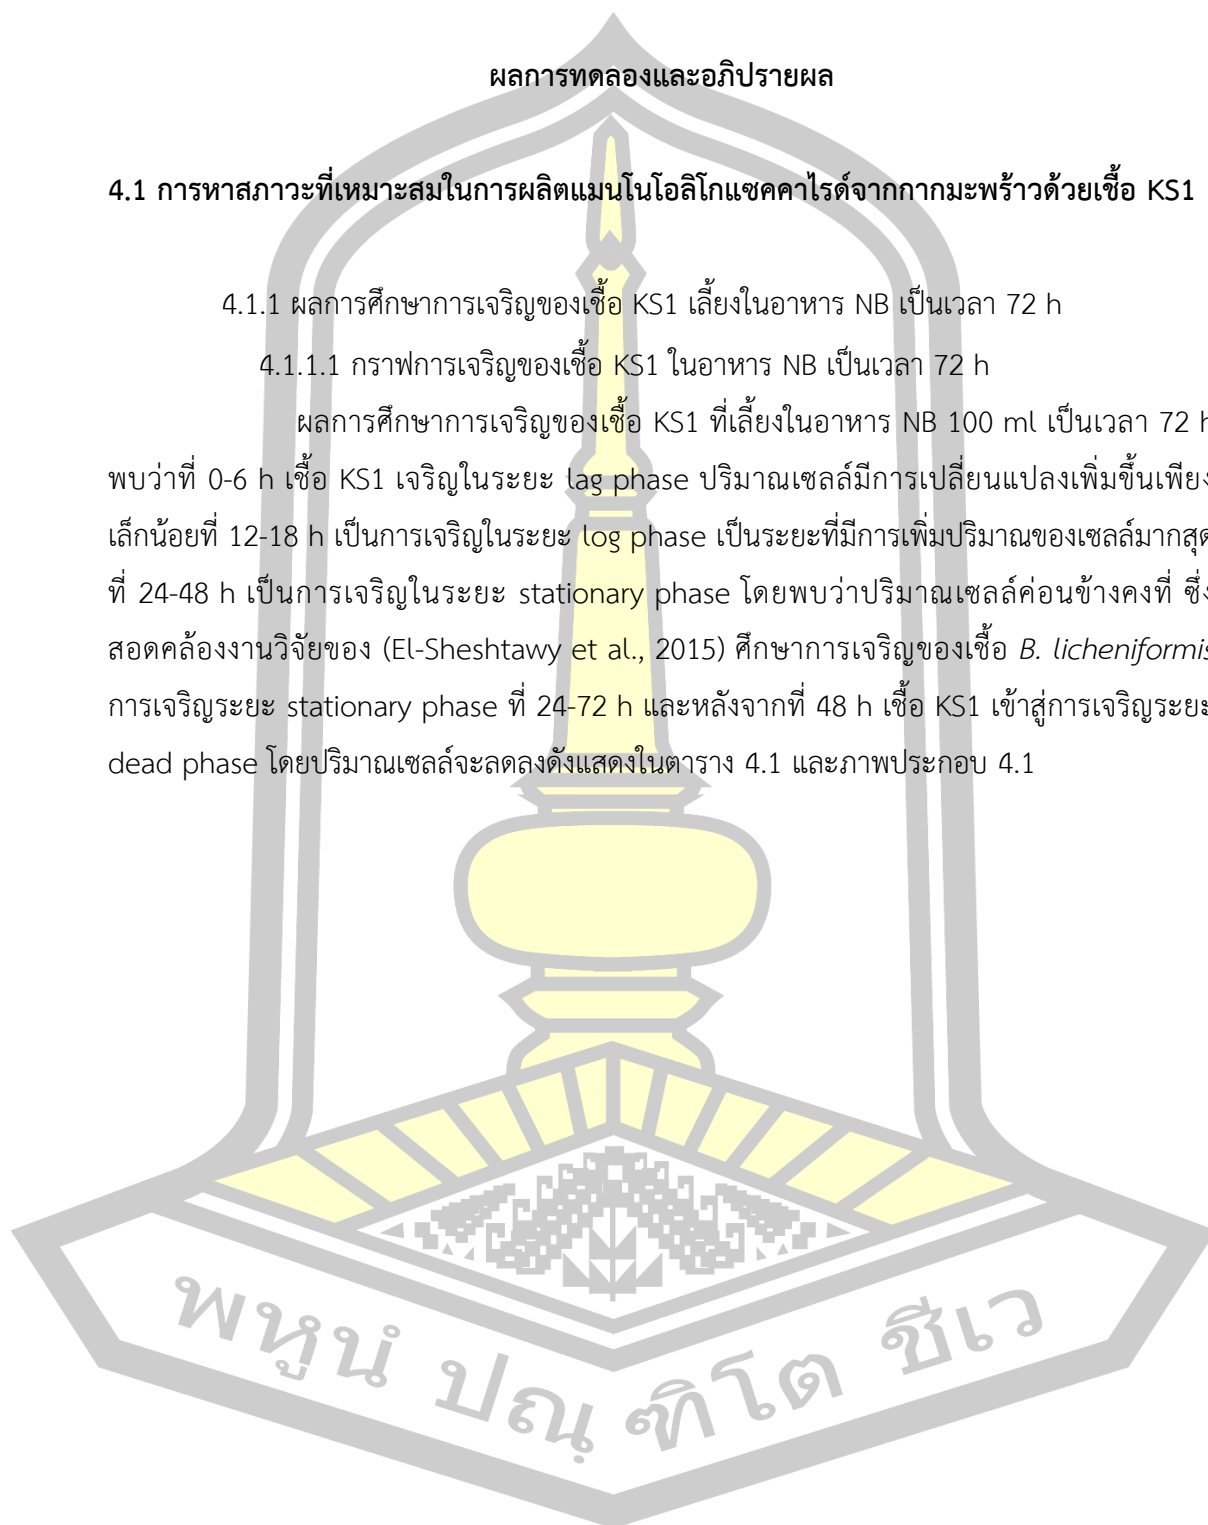 ผลการทดลองและอภิปรายผล
4.1 การหาสภาวะที่เหมาะสมในการผลิตแมนโนโอลิโกแซคคาไรด์จากกากมะพร้าวด้วยเชื้อ KS1
4.1.1 ผลการศึกษาการเจริญของเชื้อ KS1 เลี้ยงในอาหาร NB เป็นเวลา 72 h
4.1.1.1 กราฟการเจริญของเชื้อ KS1 ในอาหาร NB เป็นเวลา 72 h
ผลการศึกษาการเจริญของเชื้อ KS1 ที่เลี้ยงในอาหาร NB 100 ml เป็นเวลา 72 h
พบว่าที่ 0-6 h เชื้อ KS1 เจริญในระยะ lag phase ปริมาณเซลล์มีการเปลี่ยนแปลงเพิ่มขึ้นเพียง
เล็กน้อยที่ 12-18 h เป็นการเจริญในระยะ log phase เป็นระยะที่มีการเพิ่มปริมาณของเซลล์มากสุด
ที่ 24-48 h เป็นการเจริญในระยะ stationary phase โดยพบว่าปริมาณเซลล์ค่อนข้างคงที่ ซึ่ง
สอดคล้องงานวิจัยของ (El-Sheshtawy et al., 2015) ศึกษาการเจริญของเชื้อ B. licheniformis
การเจริญระยะ stationary phase ที่ 24-72 h และหลังจากที่ 48 h เชื้อ KS1 เข้าสู่การเจริญระยะ
dead phase โดยปริมาณเซลล์จะลดลงดังแสดงในตาราง 4.1 และภาพประกอบ 4.1
พหูนํ ปณฺฑิโต ชีเว